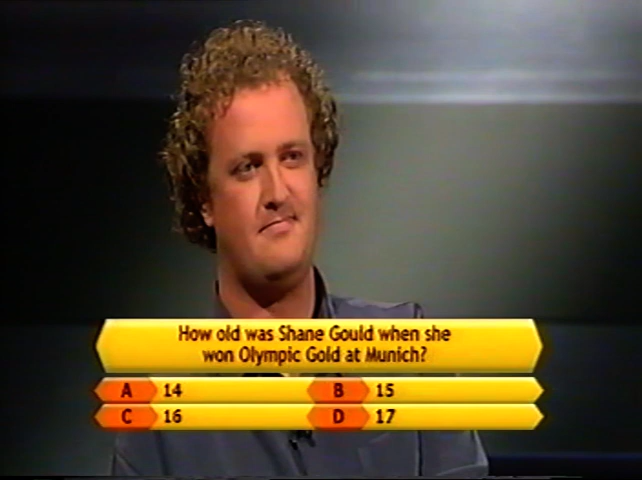 How old was Shane Gould when she
won Olympic Gold at Munich?
A 14
B 15
C 16
D 17